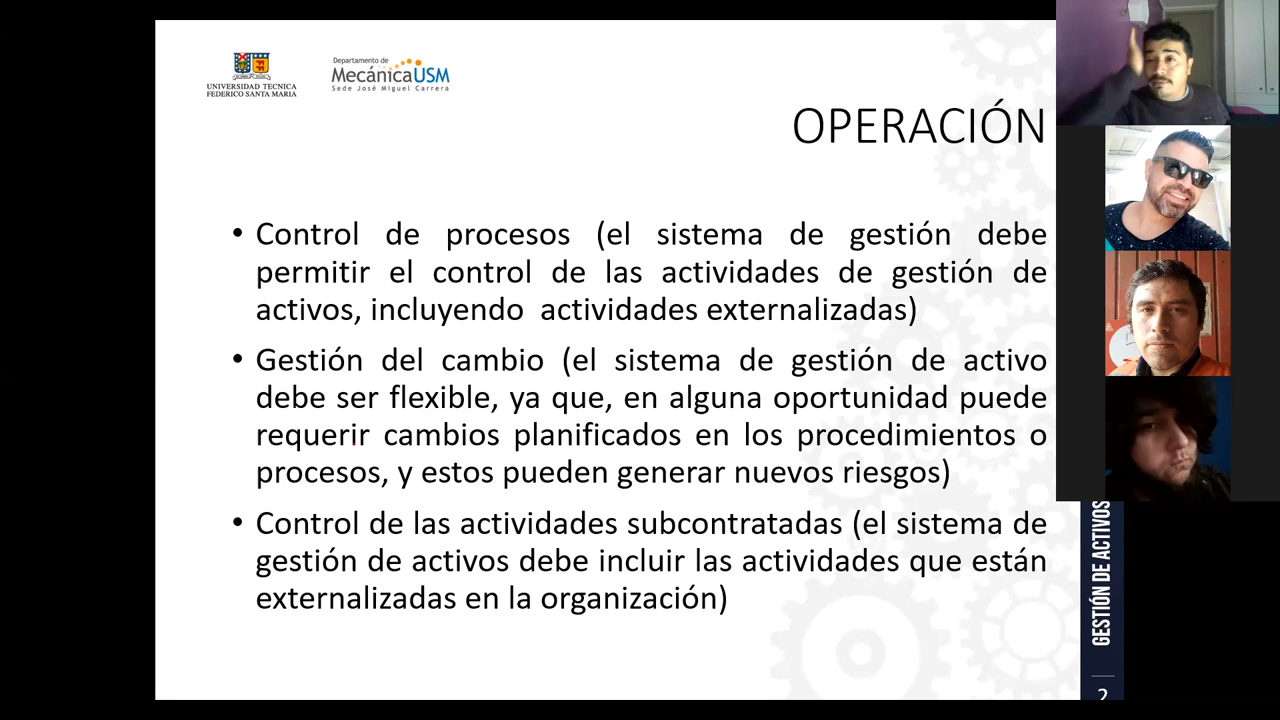 UNIVERSIDAD TECNICA
FEDERICO SANTA MARIA
Departamento de
MecánicaUSM
Sede José Miguel Carrera
OPERACIÓN
• Control de procesos (el sistema de gestión debe
permitir el control de las actividades de gestión de
activos, incluyendo actividades externalizadas)
• Gestión del cambio (el sistema de gestión de activo
debe ser flexible, ya que, en alguna oportunidad puede
requerir cambios planificados en los procedimientos o
procesos, y estos pueden generar nuevos riesgos)
• Control de las actividades subcontratadas (el sistema de
gestión de activos debe incluir las actividades que están
externalizadas en la organización)
GESTIÓN DE ACTIVOS
2